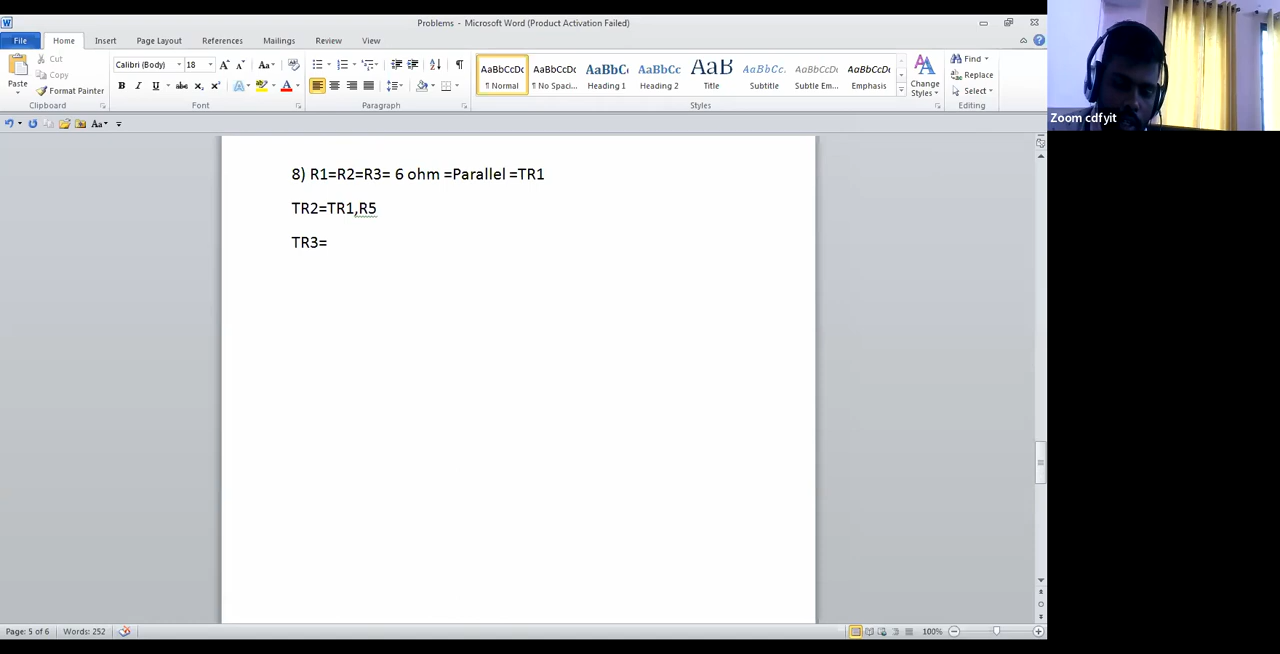 Problems - Microsoft Word (Product Activation Failed)
File Home Insert Page Layout References Mailings Review View
Paste Cut Copy Format Painter Clipboard
Calibri (Body) 18 Font
Paragraph
AaBbCcDc AaBbCcDc AaBbCc AaBbCc AaB AaBbCc. AaBbCcDc AaBbCcDc
¶ Normal ¶ No Spaci... Heading 1 Heading 2 Title Subtitle Subtle Em... Emphasis
Styles
Change Styles
Find Replace Select Editing
Zoom cdfyit
8) R1=R2=R3= 6 ohm =Parallel =TR1
TR2=TR1,R5
TR3=
Page: 5 of 6 Words: 252 100%